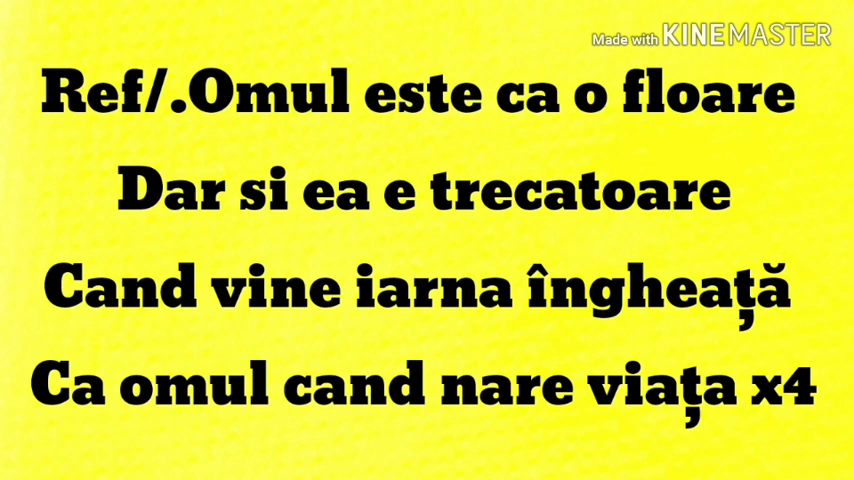 Made with KINEMASTER
Ref/.Omul este ca o floare
Dar si ea e trecatoare
Cand vine iarna îngheață
Ca omul cand nare viața x4